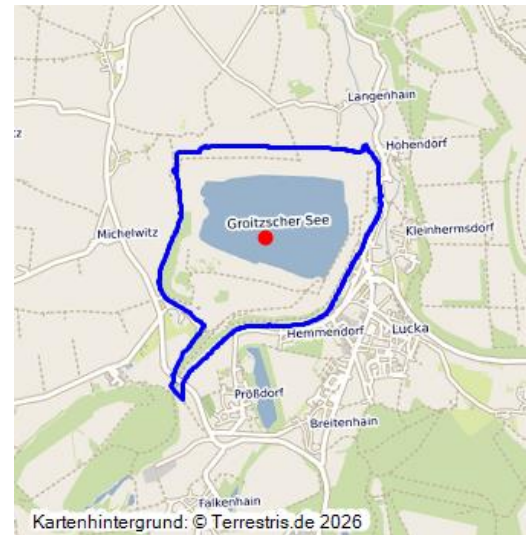 Langenhain
Hohendorf
Groitzscher See
Michelwitz
Kleinhermsdorf
Hemmendorf
Lucka
Prößdorf
Breitenhain
Falkenhain
Kartenhintergrund: © Terrestris.de 2026